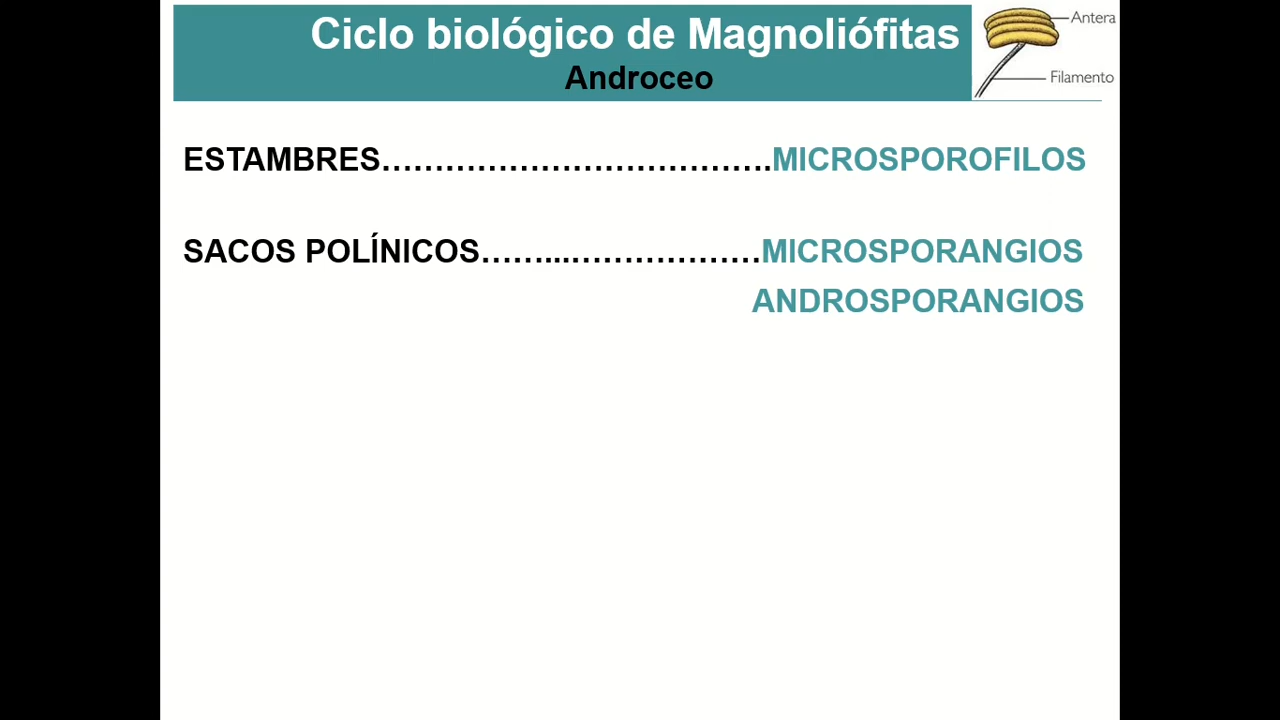 Ciclo biológico de Magnoliófitas
Androceo
Antera
Filamento
ESTAMBRES……………………………….MICROSPOROFILOS
SACOS POLÍNICOS……...………………MICROSPORANGIOS
ANDROSPORANGIOS